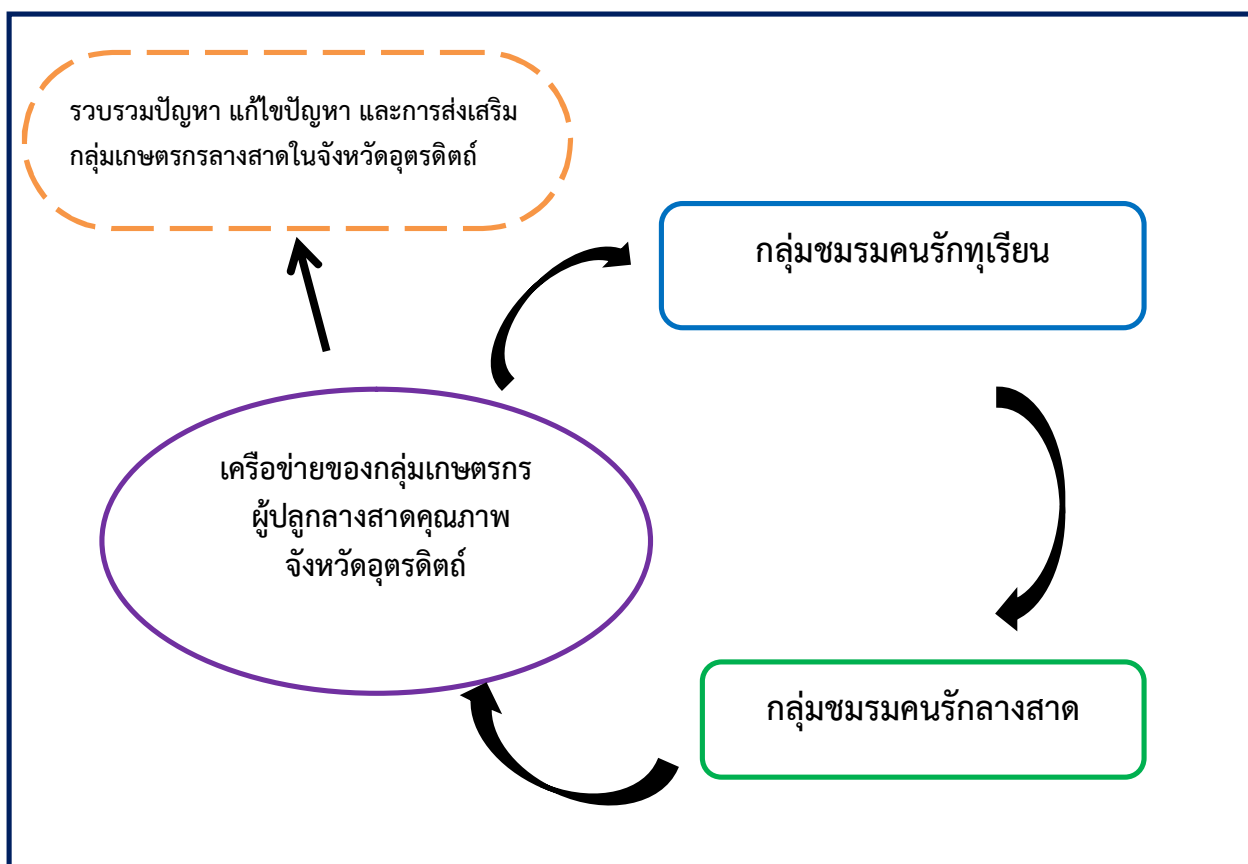 รวบรวมปัญหา แก้ไขปัญหา และการส่งเสริม
กลุ่มเกษตรกรลางสาดในจังหวัดอุตรดิตถ์
กลุ่มชมรมคนรักทุเรียน
เครือข่ายของกลุ่มเกษตรกร
ผู้ปลูกลางสาดคุณภาพ
จังหวัดอุตรดิตถ์
กลุ่มชมรมคนรักลางสาด